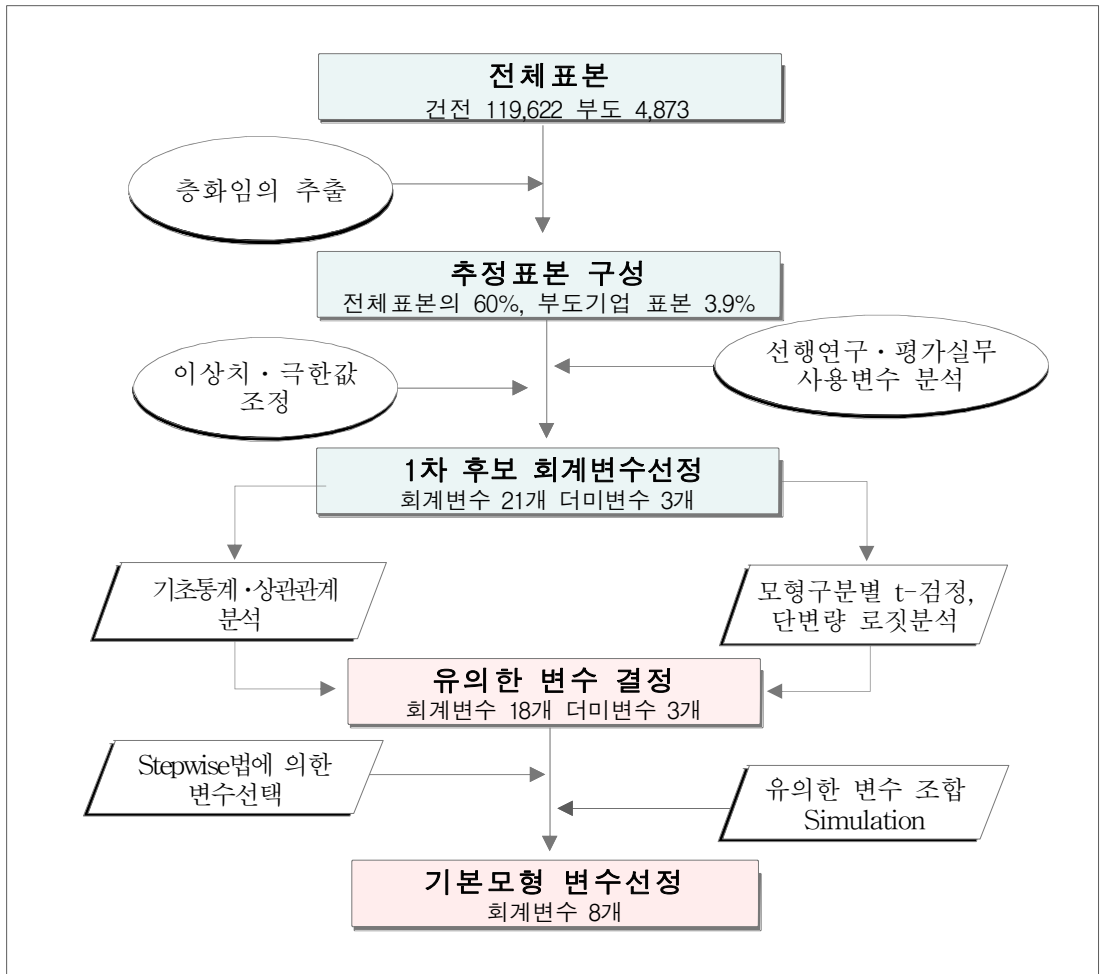 전체표본
건전 119,622 부도 4,873
층화임의 추출
추정표본 구성
전체표본의 60%, 부도기업 표본 3.9%
이상치·극한값
조정
선행연구·평가실무
사용변수 분석
1차 후보 회계변수선정
회계변수 21개 더미변수 3개
기초통계·상관관계
분석
모형구분별 t-검정,
단변량 로짓분석
유의한 변수 결정
회계변수 18개 더미변수 3개
Stepwise법에 의한
변수선택
유의한 변수 조합
Simulation
기본모형 변수선정
회계변수 8개